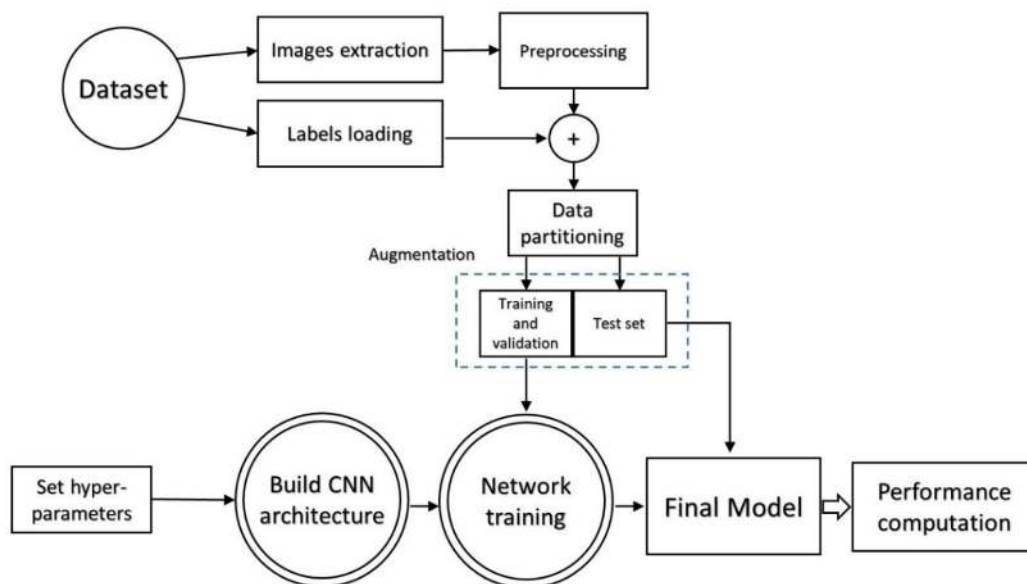 Images extraction
Preprocessing
Dataset
Labels loading
+
Data
partitioning
Augmentation
Training
and
validation
Test set
Set hyper-
parameters
Build CNN
architecture
Network
training
Final Model
Performance
computation